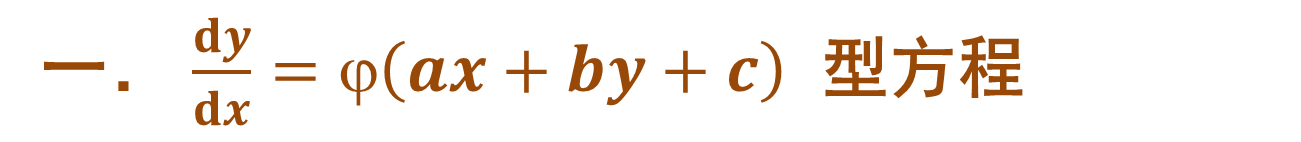 一. dy/dx = φ(ax + by + c) 型方程